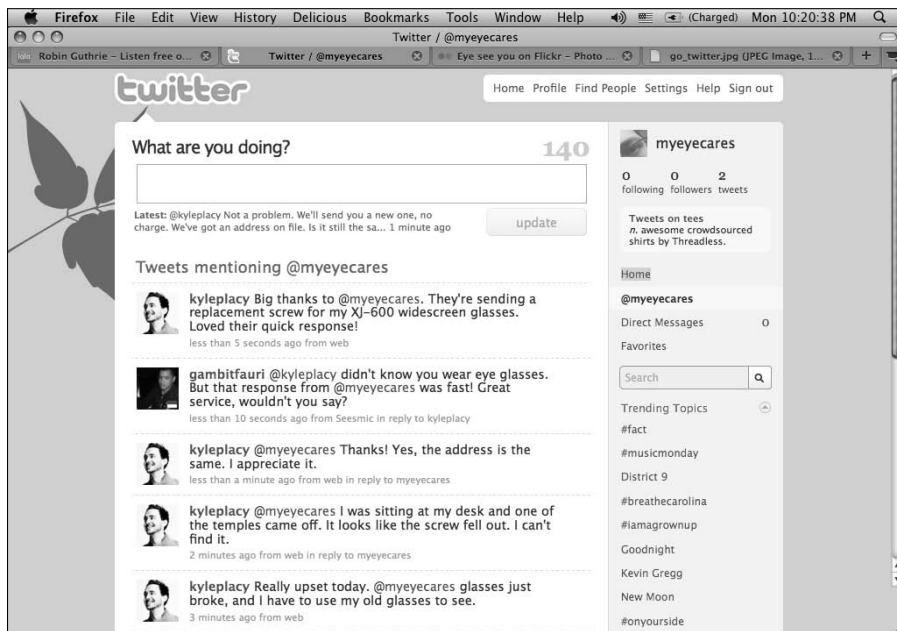 Firefox File Edit View History Delicious Bookmarks Tools Window Help (Charged) Mon 10:20:38 PM
Twitter / @myeyecares
lala Robin Guthrie – Listen free o... Twitter / @myeyecares Eye see you on Flickr – Photo ... go_twitter.jpg (JPEG Image, 1... +
twitter
Home Profile Find People Settings Help Sign out
What are you doing? 140
Latest: @kyleplacy Not a problem. We'll send you a new one, no
charge. We've got an address on file. Is it still the sa... 1 minute ago
update
Tweets mentioning @myeyecares
kyleplacy Big thanks to @myeyecares. They're sending a
replacement screw for my XJ-600 widescreen glasses.
Loved their quick response!
less than 5 seconds ago from web
gambitfauri @kyleplacy didn't know you wear eye glasses.
But that response from @myeyecares was fast! Great
service, wouldn't you say?
less than 10 seconds ago from Seesmic in reply to kyleplacy
kyleplacy @myeyecares Thanks! Yes, the address is the
same. I appreciate it.
less than a minute ago from web in reply to myeyecares
kyleplacy @myeyecares I was sitting at my desk and one of
the temples came off. It looks like the screw fell out. I can't
find it.
2 minutes ago from web in reply to myeyecares
kyleplacy Really upset today. @myeyecares glasses just
broke, and I have to use my old glasses to see.
3 minutes ago from web
myeyecares
0 0 2
following followers tweets
Tweets on tees
n. awesome crowdsourced
shirts by Threadless.
Home
@myeyecares
Direct Messages 0
Favorites
Search
Trending Topics
#fact
#musicmonday
District 9
#breathecarolina
#iamagrownup
Goodnight
Kevin Gregg
New Moon
#onyourside